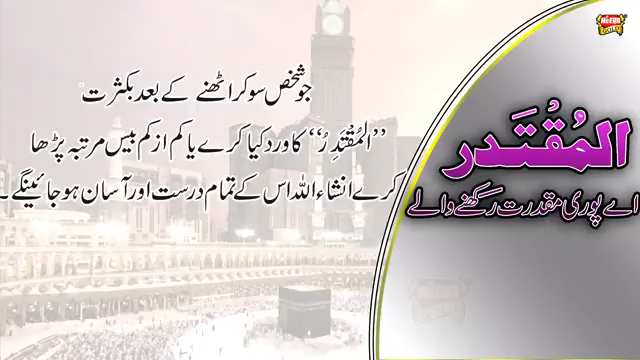 جو شخص سو کر اٹھنے کے بعد بکثرت
”المُقْتَدِرُ“ کا ورد کیا کرے یا کم از کم بیس مرتبہ پڑھا
کرے انشاء اللہ اس کے تمام درست اور آسان ہو جائینگے۔
المُقْتَدر
اے پوری مقدرت رکھنے والے
HEERA
GOLD